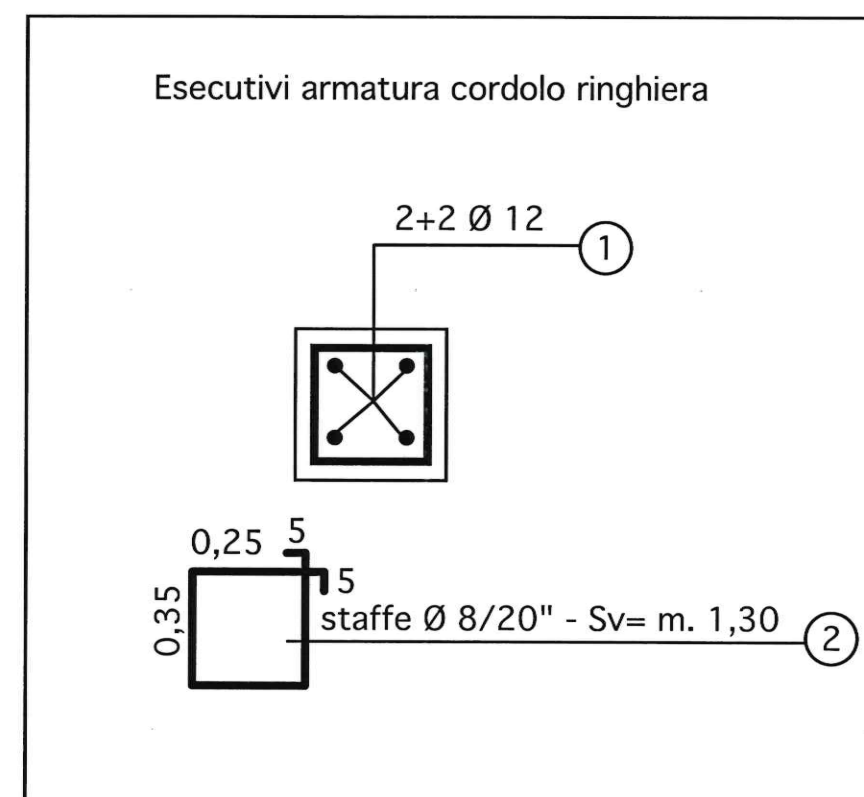 Esecutivi armatura cordolo ringhiera
2+2 Ø 12
1
0,25
5
5
0,35
staffe Ø 8/20" - Sv= m. 1,30
2